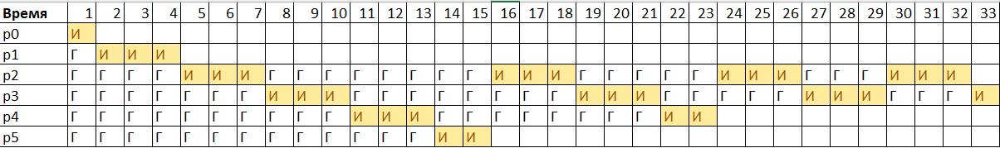 Время 1 2 3 4 5 6 7 8 9 10 11 12 13 14 15 16 17 18 19 20 21 22 23 24 25 26 27 28 29 30 31 32 33
p0 И
p1 Г И И И
p2 Г Г Г Г И И И Г Г Г Г Г Г Г Г И И И Г Г Г Г Г И И И Г Г Г И И И
p3 Г Г Г Г Г Г Г И И И Г Г Г Г Г Г Г Г И И И Г Г Г Г Г И И И Г Г Г И
p4 Г Г Г Г Г Г Г Г Г Г И И И Г Г Г Г Г Г Г Г И И
p5 Г Г Г Г Г Г Г Г Г Г Г Г Г И И